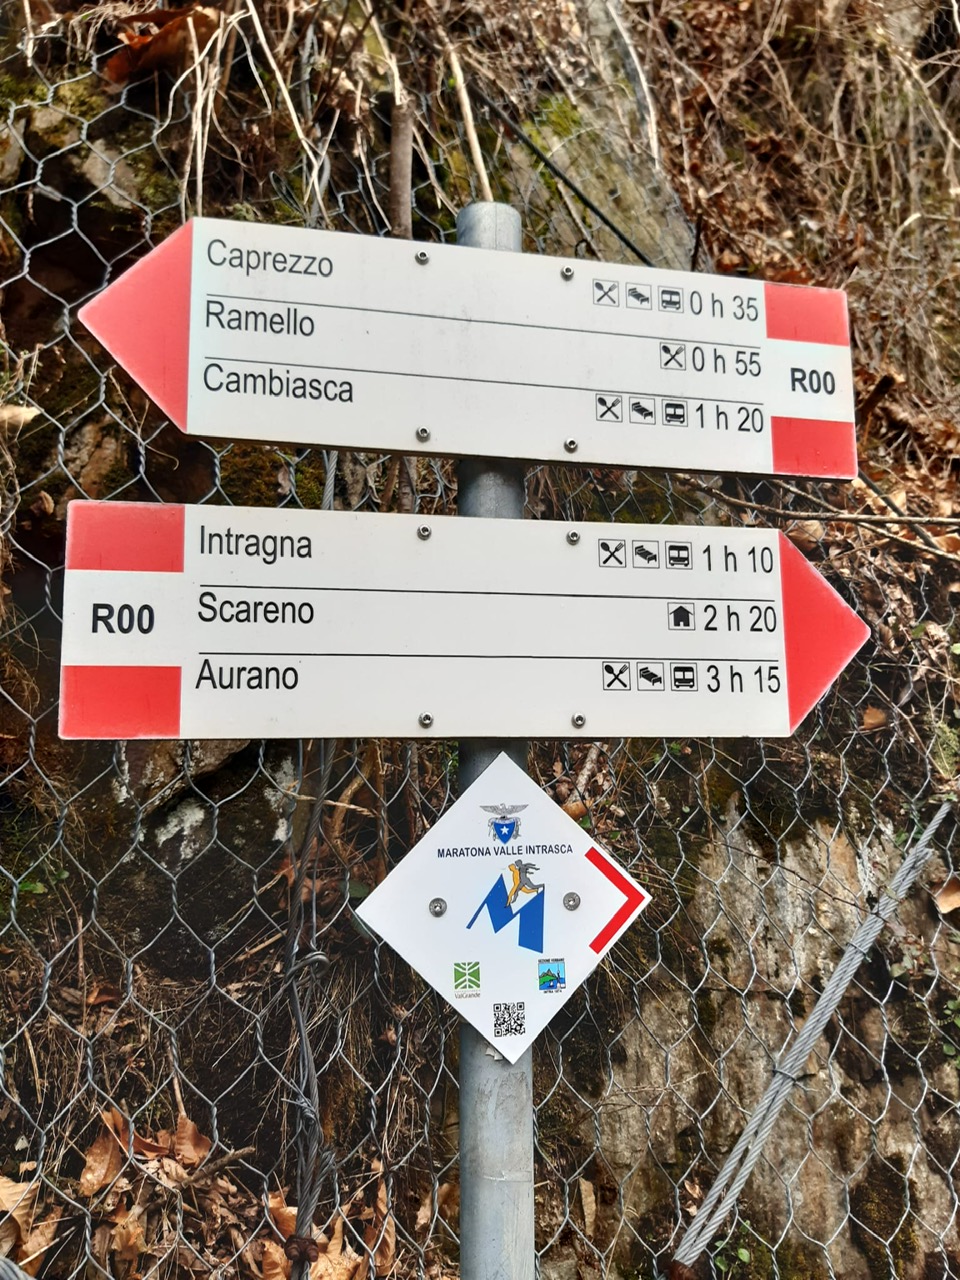 Caprezzo 0 h 35
Ramello 0 h 55
Cambiasca 1 h 20
R00
Intragna 1 h 10
R00
Scareno 2 h 20
Aurano 3 h 15
MARATONA VALLE INTRASCA
ValGrande